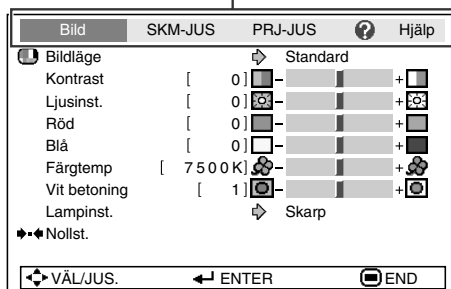 Bild SKM-JUS PRJ-JUS ? Hjälp
Bildläge Standard
Kontrast [ 0] - +
Ljusinst. [ 0] - +
Röd [ 0] - +
Blå [ 0] - +
Färgtemp [ 7500K] - +
Vit betoning [ 1] - +
Lampinst. Skarp
Nollst.
VÄL/JUS. ENTER END